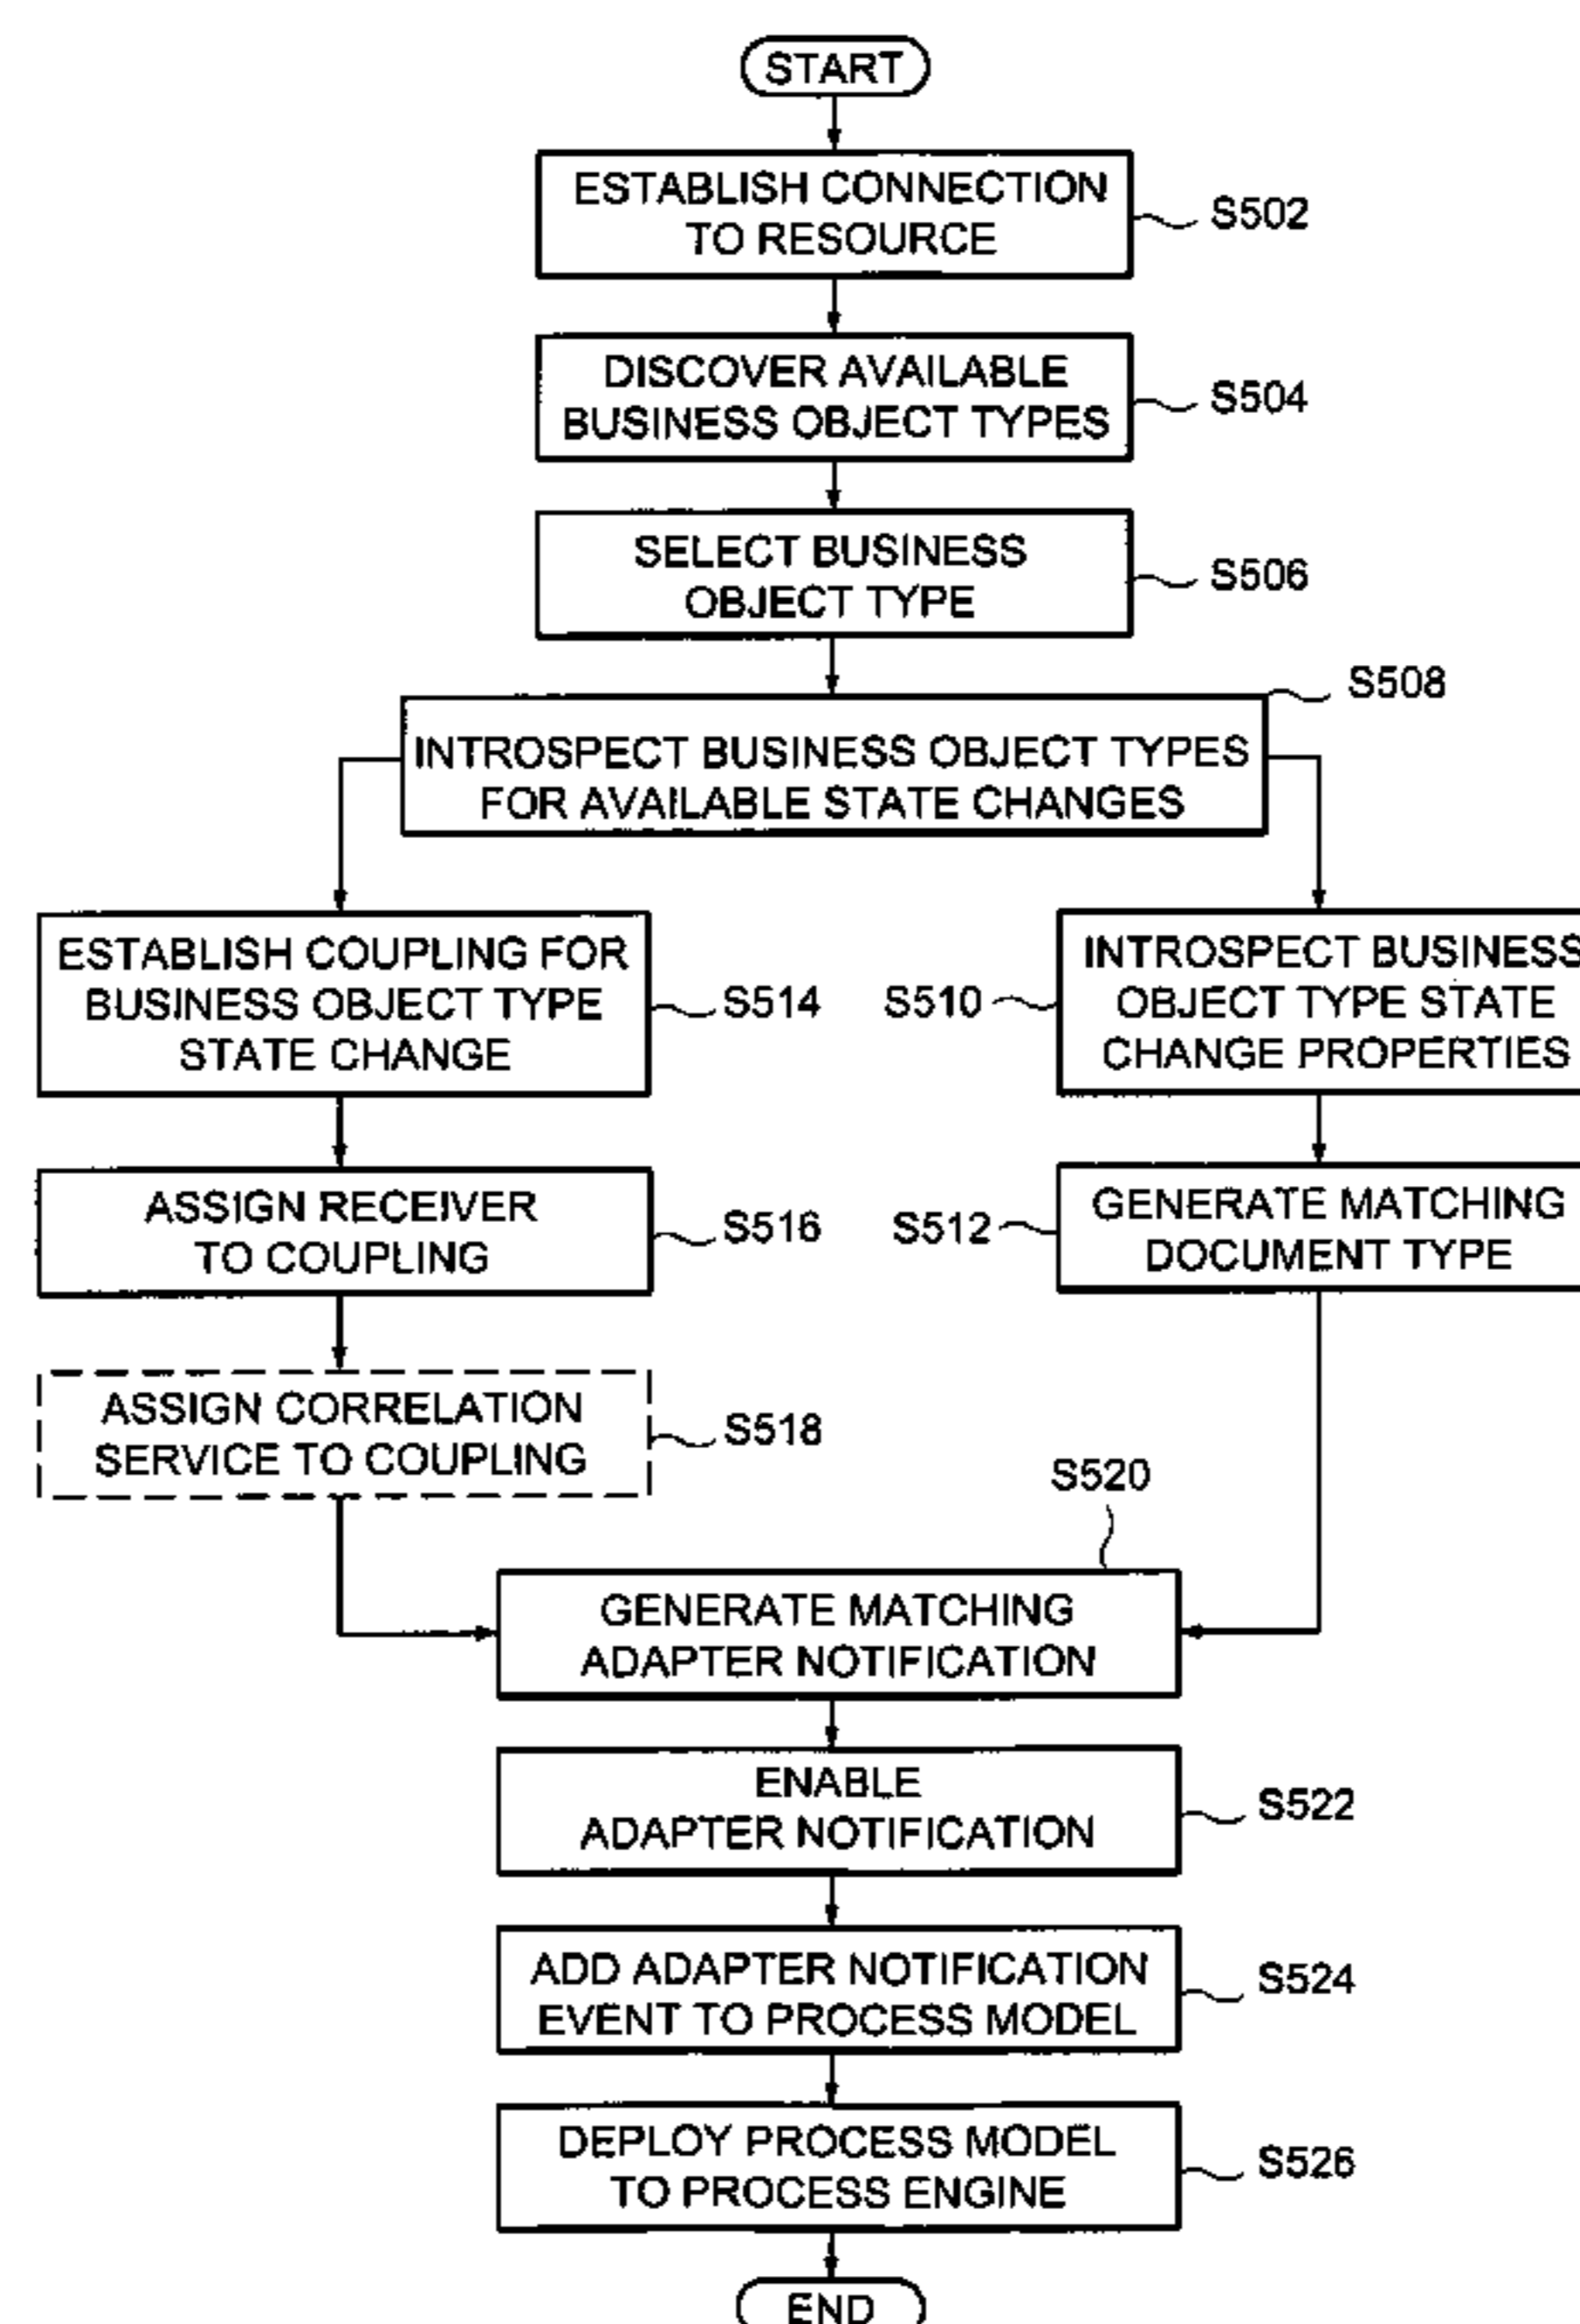 START
ESTABLISH CONNECTION
TO RESOURCE
S502
DISCOVER AVAILABLE
BUSINESS OBJECT TYPES
S504
SELECT BUSINESS
OBJECT TYPE
S506
S508
INTROSPECT BUSINESS OBJECT TYPES
FOR AVAILABLE STATE CHANGES
ESTABLISH COUPLING FOR
BUSINESS OBJECT TYPE
STATE CHANGE
S514
S510
INTROSPECT BUSINESS
OBJECT TYPE STATE
CHANGE PROPERTIES
ASSIGN RECEIVER
TO COUPLING
S516
S512
GENERATE MATCHING
DOCUMENT TYPE
ASSIGN CORRELATION
SERVICE TO COUPLING
S518
S520
GENERATE MATCHING
ADAPTER NOTIFICATION
ENABLE
ADAPTER NOTIFICATION
S522
ADD ADAPTER NOTIFICATION
EVENT TO PROCESS MODEL
S524
DEPLOY PROCESS MODEL
TO PROCESS ENGINE
S526
END